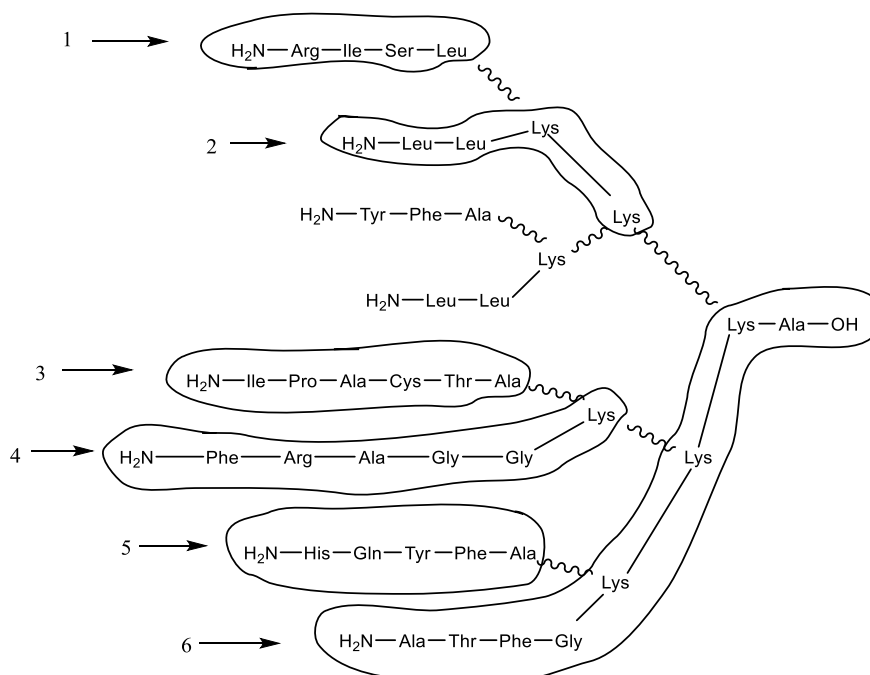 1 H₂N—Arg—Ile—Ser—Leu
2 H₂N—Leu—Leu—Lys
Lys
H₂N—Tyr—Phe—Ala
Lys
H₂N—Leu—Leu
Lys—Ala—OH
3 H₂N—Ile—Pro—Ala—Cys—Thr—Ala
Lys
4 H₂N—Phe—Arg—Ala—Gly—Gly
Lys
5 H₂N—His—Gln—Tyr—Phe—Ala
Lys
6 H₂N—Ala—Thr—Phe—Gly